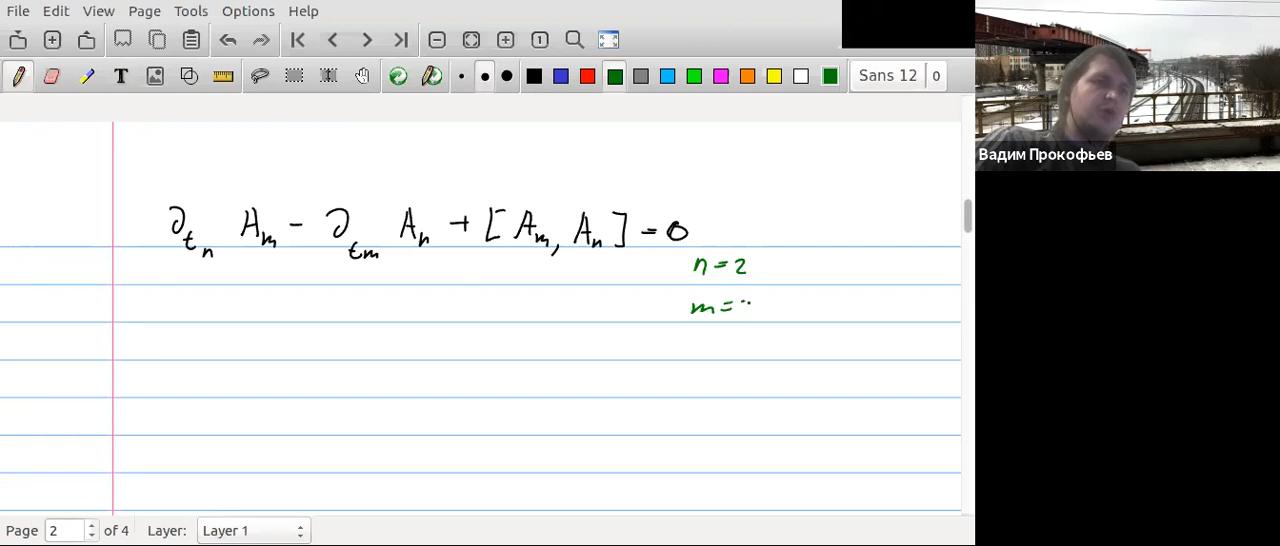 File Edit View Page Tools Options Help
Sans 12 0
Вадим Прокофьев
∂_{t_n} A_m - ∂_{t_m} A_n + [A_m, A_n] = 0
n = 2
m =
Page 2 of 4 Layer: Layer 1